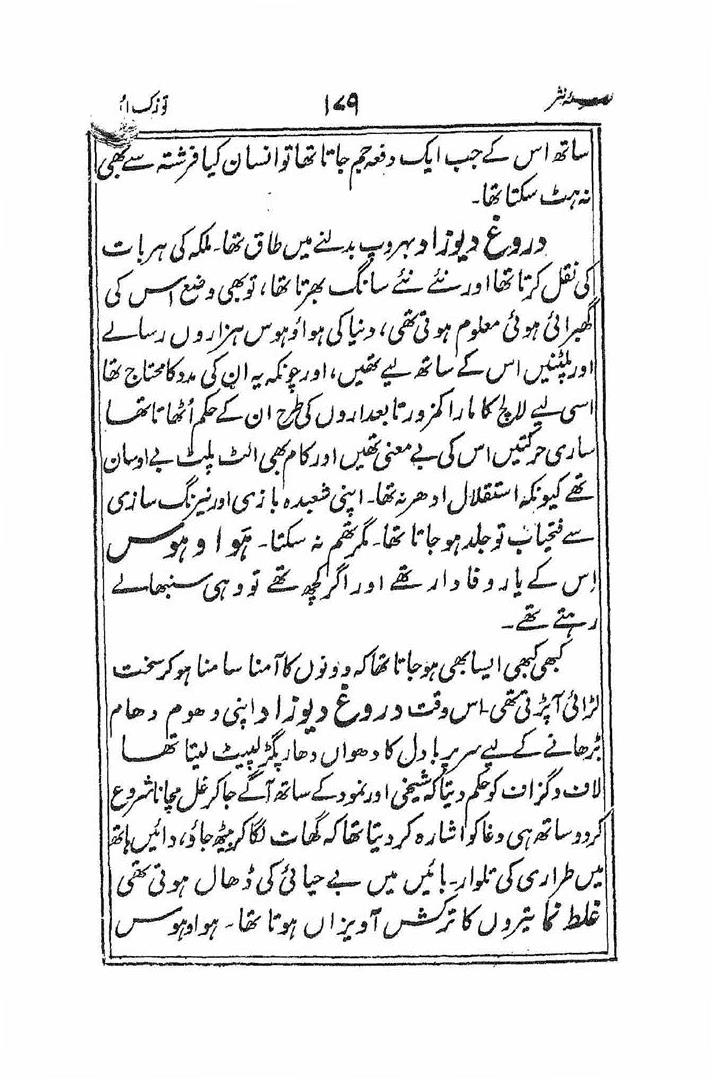 توزک ا ۱۷۹ نثر
ساتھ اس کے جب ایک دفعہ جم جاتا تھا تو انسان کیا فرشتہ سے بھی
نہ ہٹ سکتا تھا۔
دروغ دیوزاد بہروپ بدلنے میں طاق تھا۔ ملکہ کی ہر بات
کی نقل کرتا تھا اور نئے نئے سانگ بھرتا تھا، تو بھی وضع اس کی
گھبرائی ہوئی معلوم ہوتی تھی، دنیا کی ہوا و ہوس ہزاروں رسالے
اور پلٹنیں اس کے ساتھ لیے تھیں، اور چونکہ یہ ان کی مدد کا محتاج تھا
اسی لیے لالچ کا مارا کمزور تابعداروں کی طرح ان کے حکم اُٹھاتا تھا
ساری حرکتیں اس کی بے معنی تھیں اور کام بھی الٹ پلٹ بے اوسان
تھے کیونکہ استقلال ادھر نہ تھا۔ اپنی شعبدہ بازی اور نیرنگ سازی
سے فتحیاب تو جلد ہو جاتا تھا۔ مگر تھم نہ سکتا۔ ہَوا و ہوس
اِس کے یار وفادار تھے اور اگر کچھ تھے تو وہی سنبھالے
رہتے تھے۔
کبھی کبھی ایسا بھی ہو جاتا تھا کہ دونوں کا آمنا سامنا ہو کر سخت
لڑائی آ پڑتی تھی۔ اس وقت دروغ دیوزاد اپنی دھوم دھام
بڑھانے کے لیے سر پر بادل کا دھواں دھار پگڑ لپیٹ لیتا تھا
لاف و گزاف کو حکم دیتا کہ شیخی اور نمود کے ساتھ آگے جا کر غل مچانا شروع
کر دو ساتھ ہی دغا کو اشارہ کر دیتا تھا کہ گھات لگا کر بیٹھ جاؤ، دائیں ہاتھ
میں طراری کی تلوار۔ بائیں میں بے حیائی کی ڈھال ہوتی تھی
غلط نما تیروں کا ترکش آویزاں ہوتا تھا۔ ہوا و ہوس